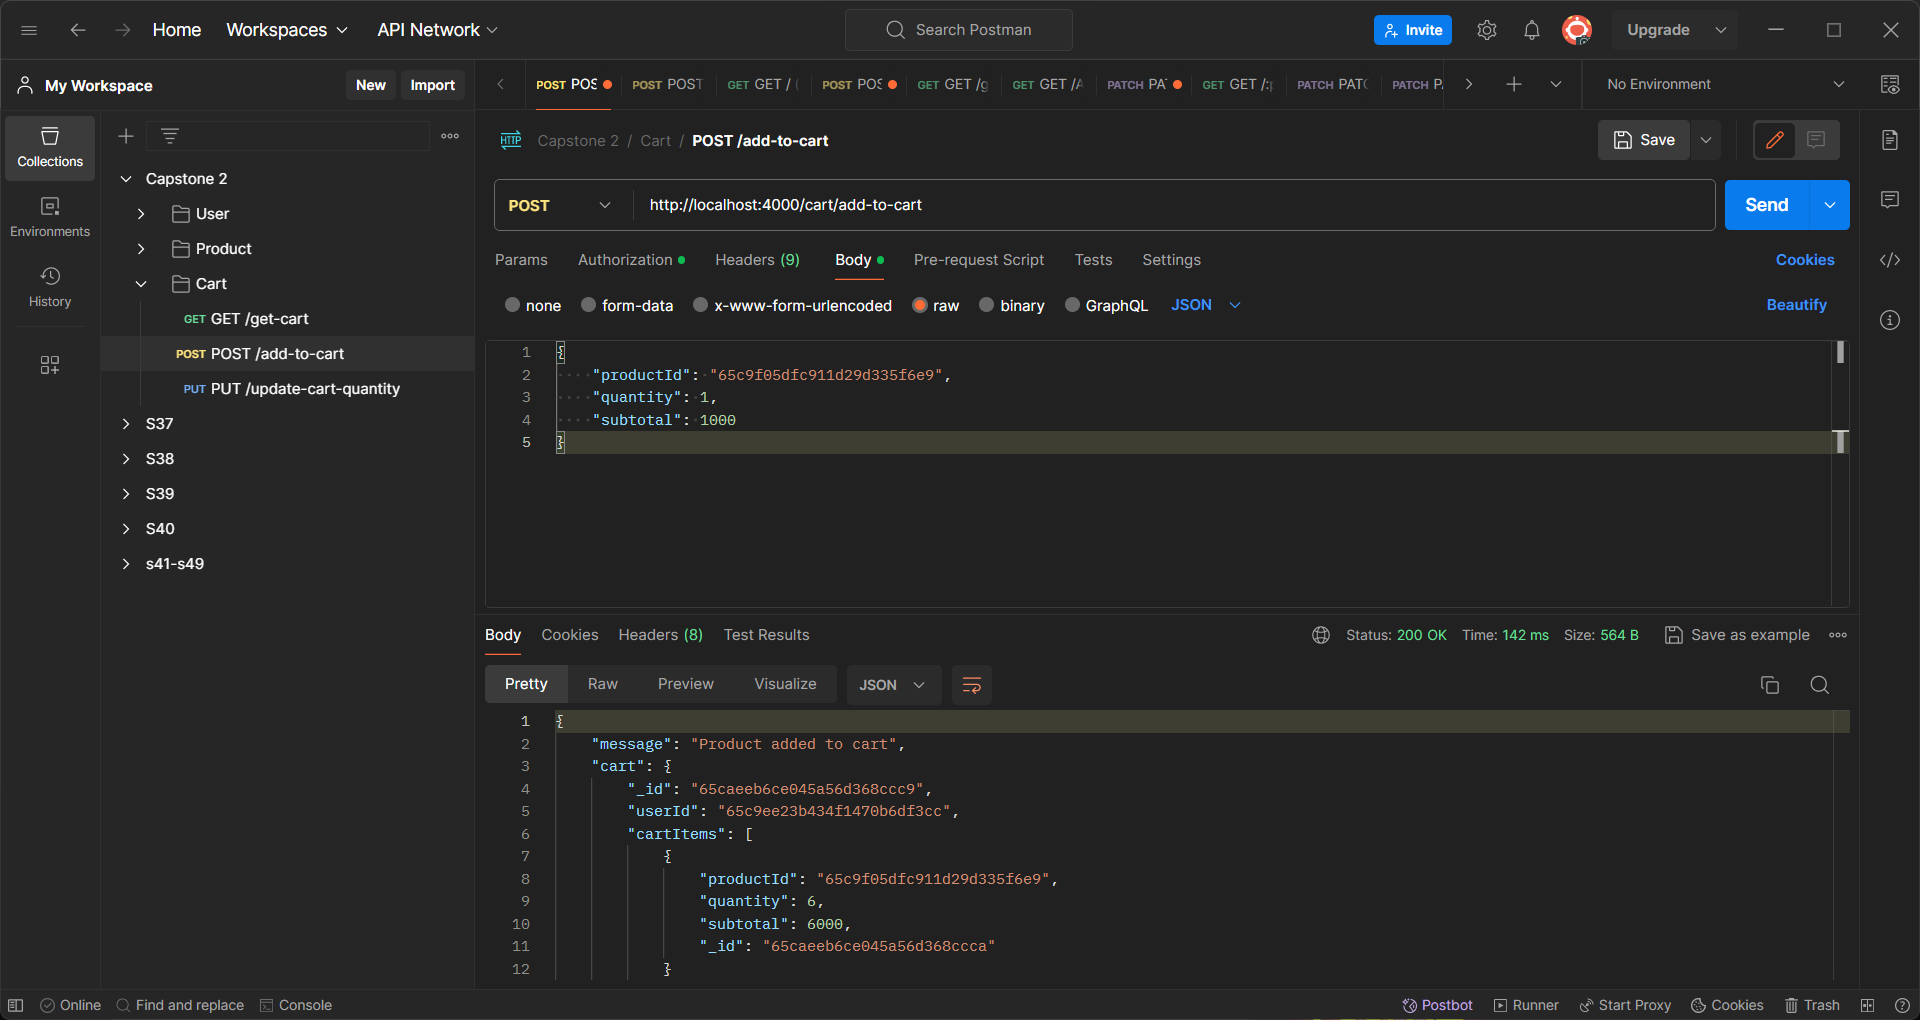 Home Workspaces API Network Search Postman Invite Upgrade
My Workspace New Import POST POS POST POST GET GET / ( POST POS GET GET /g GET GET /A PATCH PA GET GET /:p PATCH PATC PATCH P No Environment
Collections
Environments
History
Capstone 2
User
Product
Cart
GET GET /get-cart
POST POST /add-to-cart
PUT PUT /update-cart-quantity
S37
S38
S39
S40
s41-s49
HTTP Capstone 2 / Cart / POST /add-to-cart Save
POST http://localhost:4000/cart/add-to-cart Send
Params Authorization Headers (9) Body Pre-request Script Tests Settings Cookies
none form-data x-www-form-urlencoded raw binary GraphQL JSON Beautify
1 {
2 "productId": "65c9f05dfc911d29d335f6e9",
3 "quantity": 1,
4 "subtotal": 1000
5 }
Body Cookies Headers (8) Test Results Status: 200 OK Time: 142 ms Size: 564 B Save as example
Pretty Raw Preview Visualize JSON
1 {
2 "message": "Product added to cart",
3 "cart": {
4 "_id": "65caeeb6ce045a56d368ccc9",
5 "userId": "65c9ee23b434f1470b6df3cc",
6 "cartItems": [
7 {
8 "productId": "65c9f05dfc911d29d335f6e9",
9 "quantity": 6,
10 "subtotal": 6000,
11 "_id": "65caeeb6ce045a56d368ccca"
12 }
Online Find and replace Console Postbot Runner Start Proxy Cookies Trash